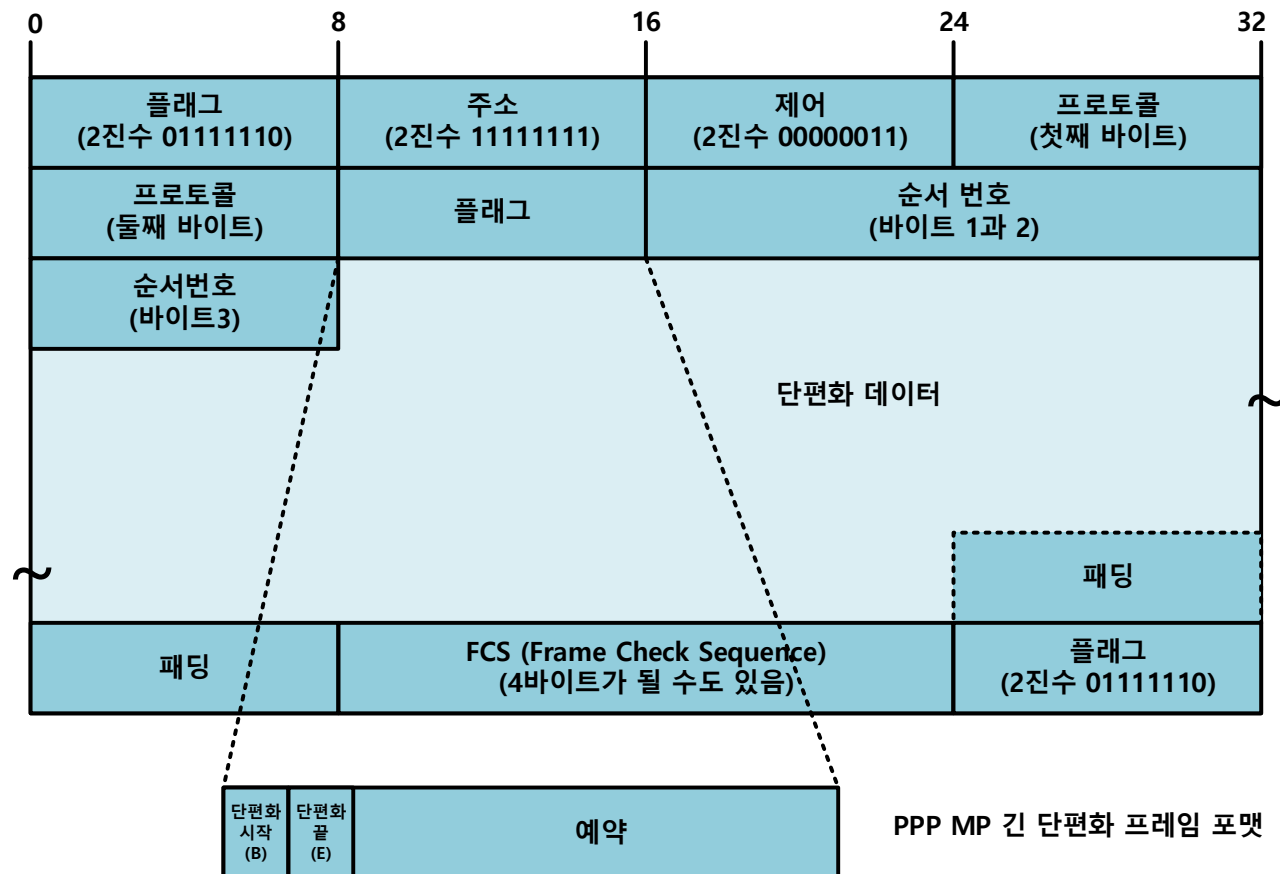 0 8 16 24 32
플래그
(2진수 01111110)
주소
(2진수 11111111)
제어
(2진수 00000011)
프로토콜
(첫째 바이트)
프로토콜
(둘째 바이트)
플래그
순서 번호
(바이트 1과 2)
순서번호
(바이트3)
단편화 데이터
패딩
패딩
FCS (Frame Check Sequence)
(4바이트가 될 수도 있음)
플래그
(2진수 01111110)
단편화
시작
(B)
단편화
끝
(E)
예약
PPP MP 긴 단편화 프레임 포맷